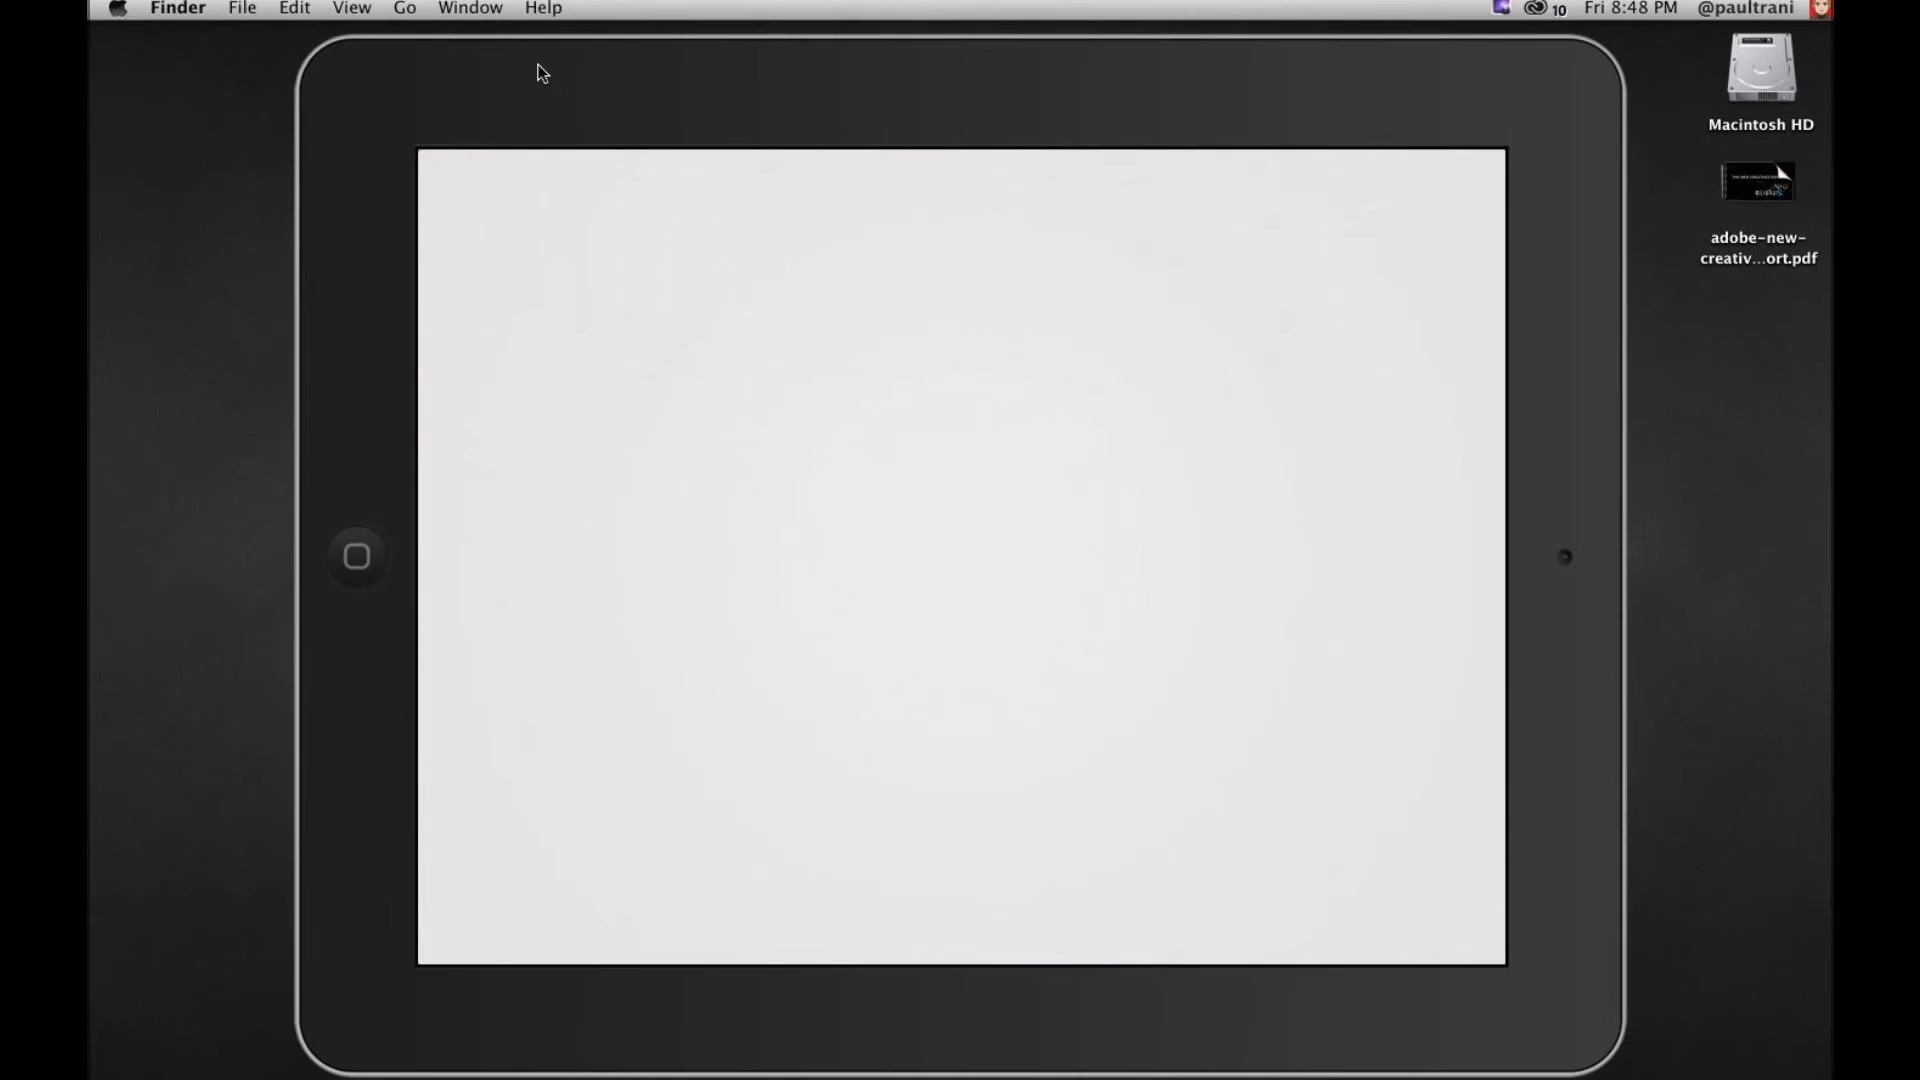 Finder File Edit View Go Window Help 10 Fri 8:48 PM @paultrani
Macintosh HD
adobe-new-
creativ...ort.pdf